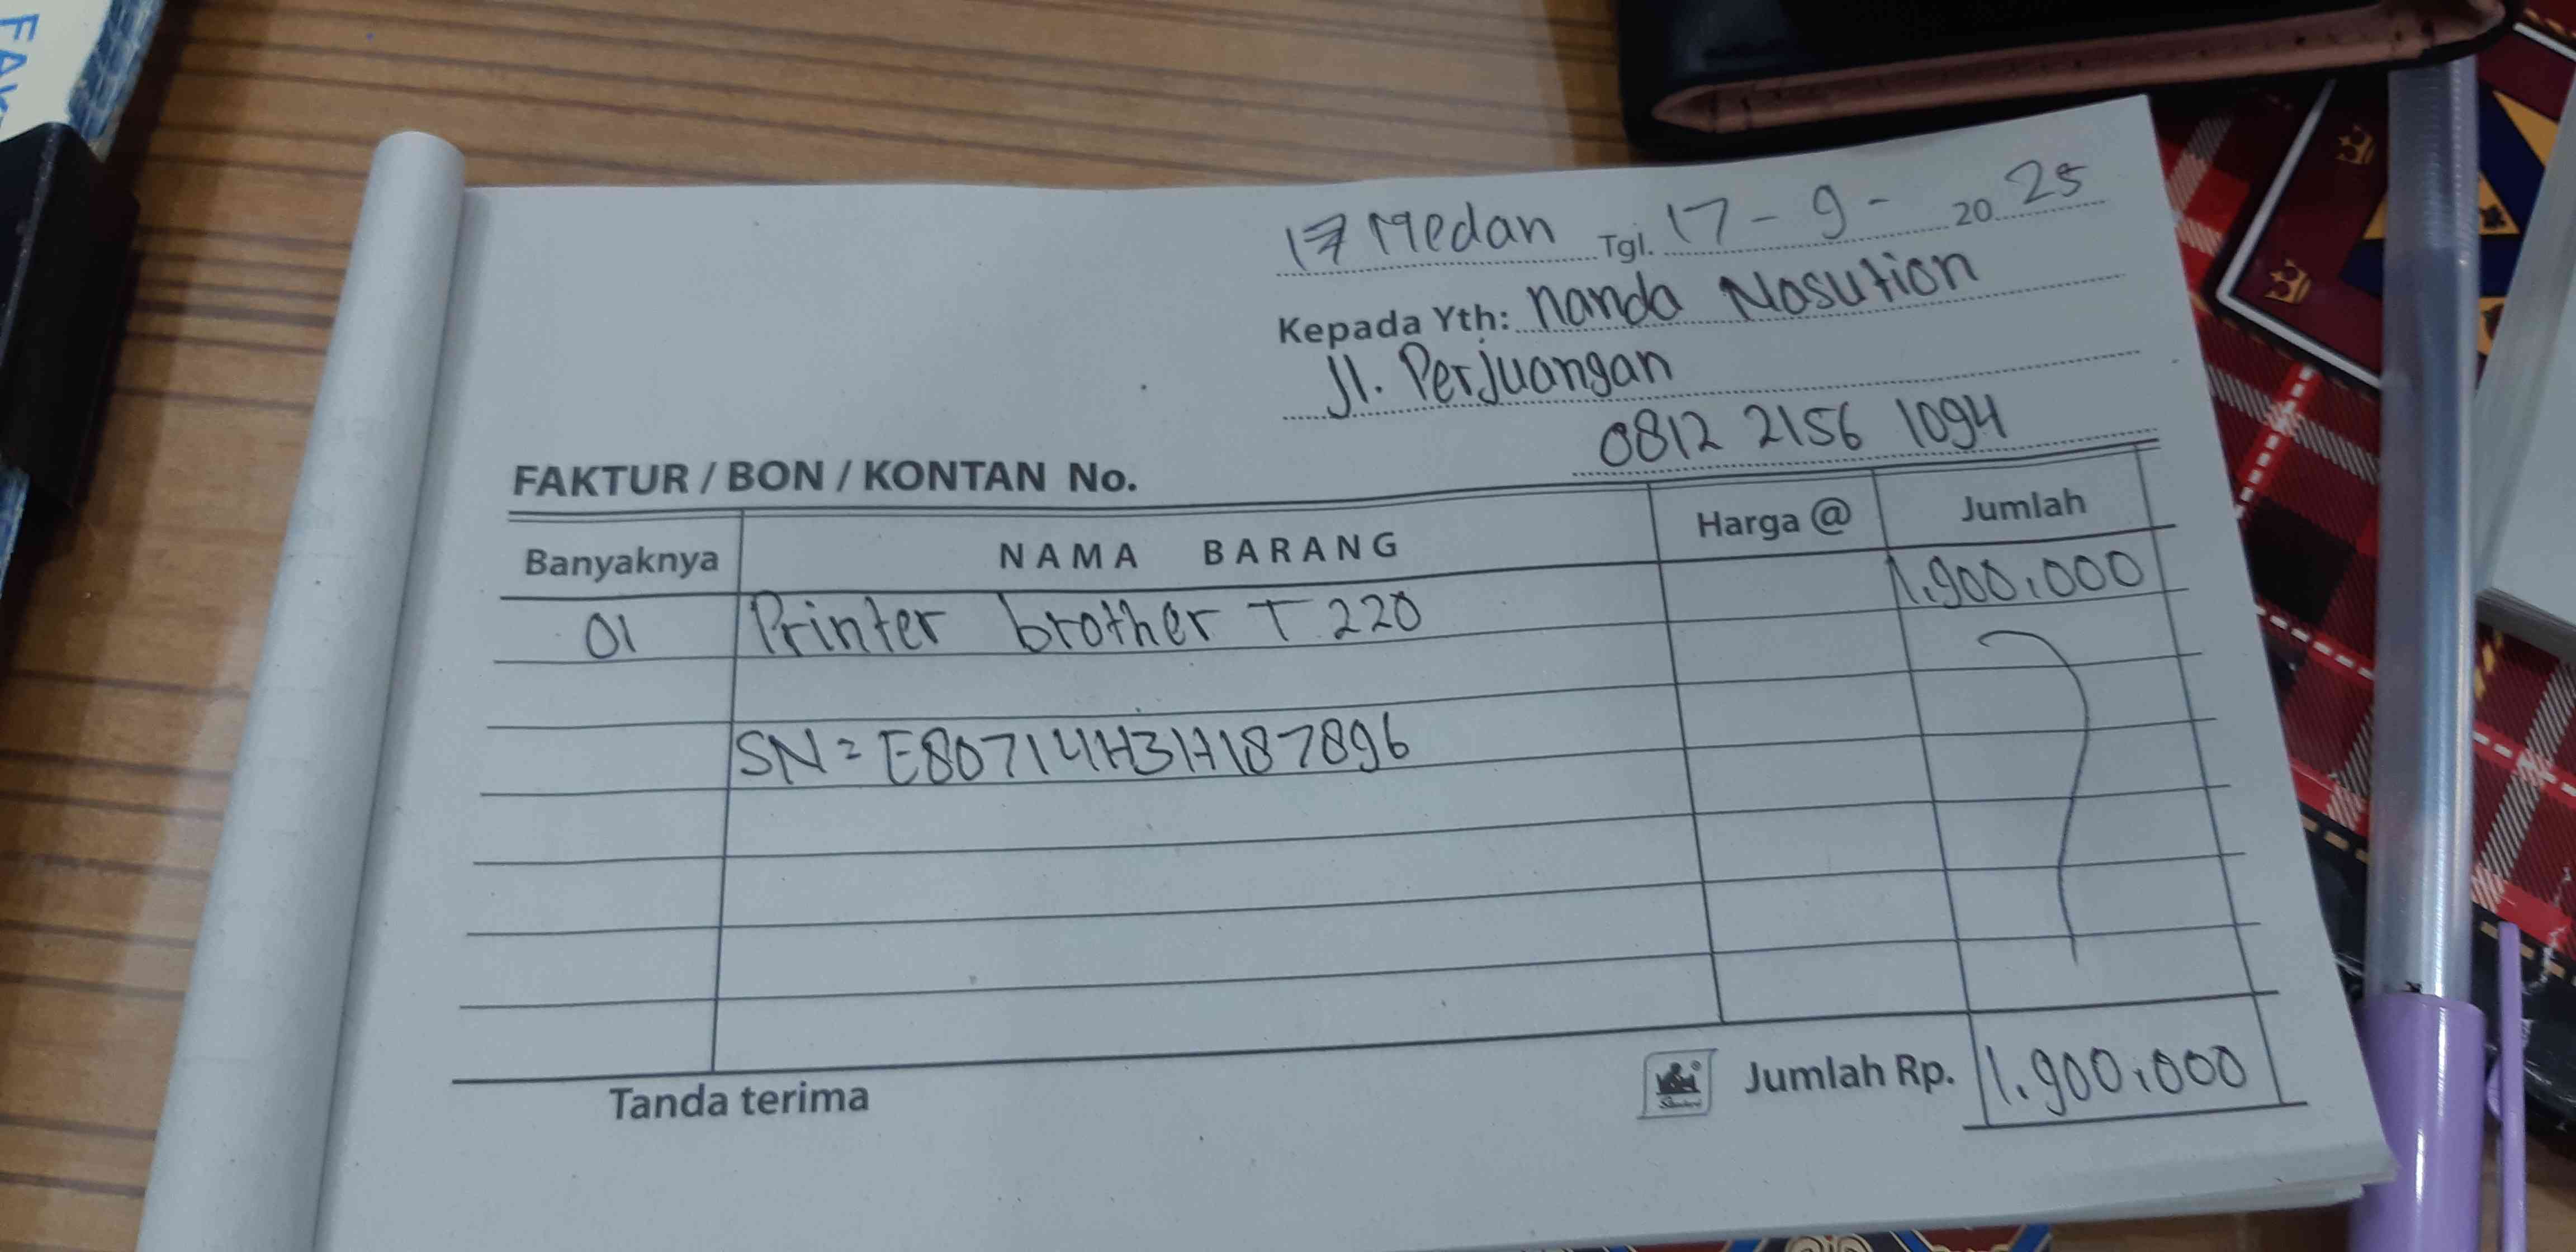 FAK
17 Medan Tgl. 17 - 9 - 2025
Kepada Yth: Nanda Nasution
Jl. Perjuangan
0812 2156 1094
FAKTUR / BON / KONTAN No.
Banyaknya NAMA BARANG Harga @ Jumlah
01 Printer brother T 220 1.900.000
SN = E80714H3H187896
Tanda terima Jumlah Rp. 1.900.000